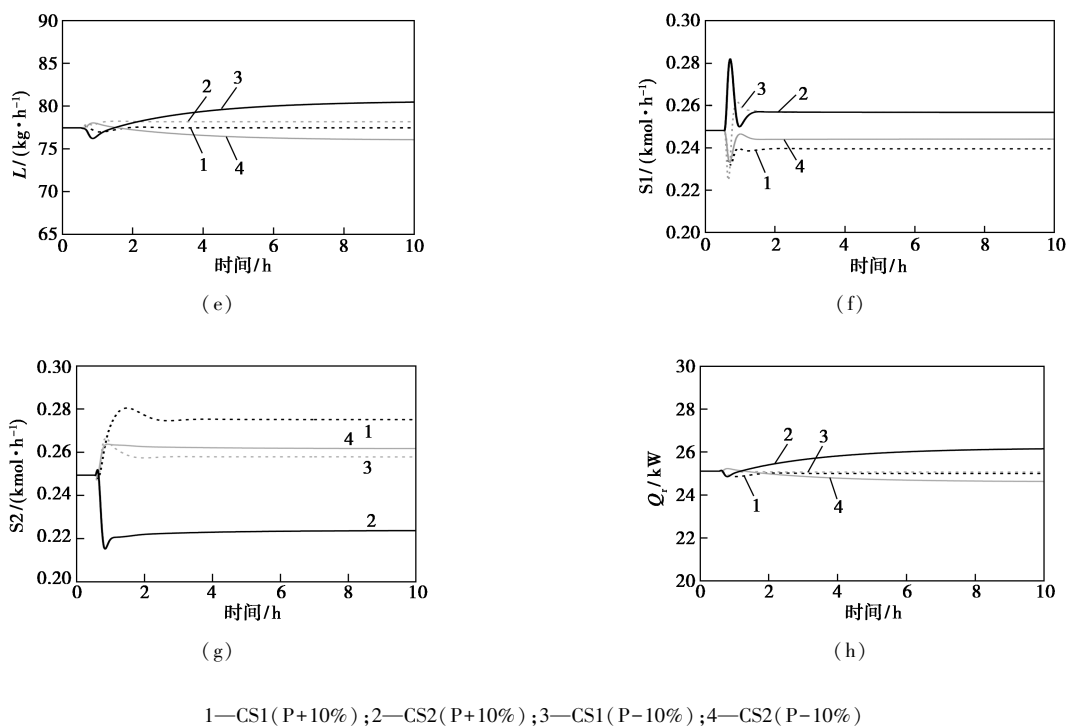 90
85
80
75
70
65
L/(kg·h⁻¹)
2
3
1
4
0 2 4 6 8 10
时间/h
(e)
0.30
0.28
0.26
0.24
0.22
0.20
S1/(kmol·h⁻¹)
3
2
1
4
0 2 4 6 8 10
时间/h
(f)
0.30
0.28
0.26
0.24
0.22
0.20
S2/(kmol·h⁻¹)
4 1
3
2
0 2 4 6 8 10
时间/h
(g)
30
28
26
24
22
20
Qr/kW
2
3
1
4
0 2 4 6 8 10
时间/h
(h)
1—CS1(P+10%);2—CS2(P+10%);3—CS1(P−10%);4—CS2(P−10%)